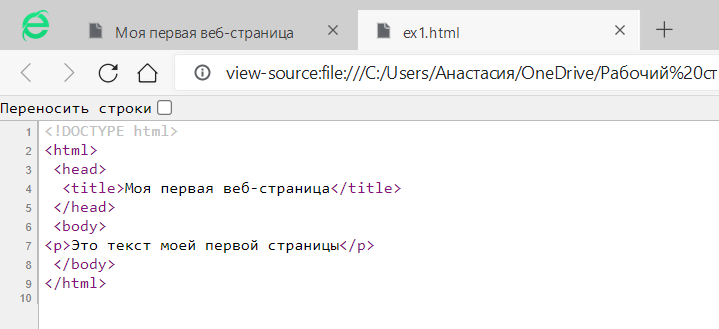 Моя первая веб-страница
ex1.html
view-source:file:///C:/Users/Анастасия/OneDrive/Рабочий%20ст
Переносить строки
1 <!DOCTYPE html>
2 <html>
3 <head>
4 <title>Моя первая веб-страница</title>
5 </head>
6 <body>
7 <p>Это текст моей первой страницы</p>
8 </body>
9 </html>
10